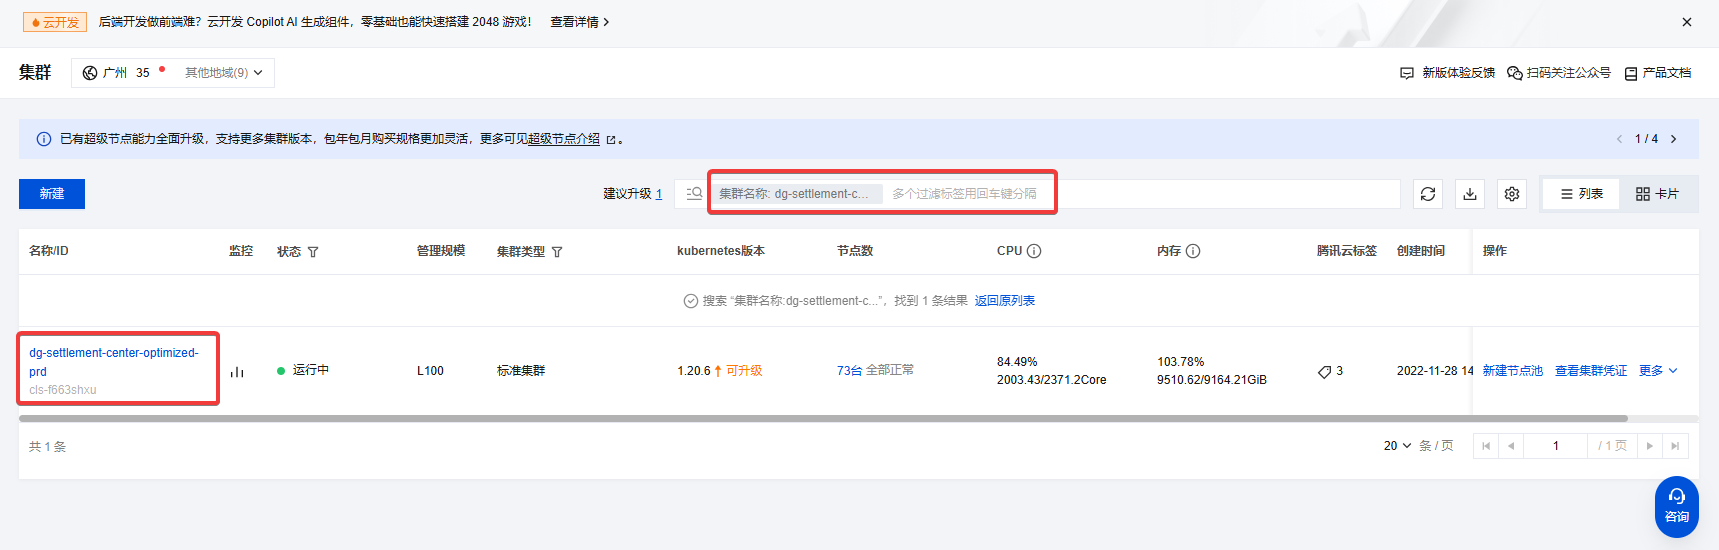 云开发 后端开发做前端难？云开发 Copilot AI 生成组件，零基础也能快速搭建 2048 游戏！ 查看详情
集群 广州 35 其他地域(9) 新版体验反馈 扫码关注公众号 产品文档
已有超级节点能力全面升级，支持更多集群版本，包年包月购买规格更加灵活，更多可见超级节点介绍 。 1 / 4
新建 建议升级 1 集群名称: dg-settlement-c... 多个过滤标签用回车键分隔 列表 卡片
名称/ID 监控 状态 管理规模 集群类型 kubernetes版本 节点数 CPU 内存 腾讯云标签 创建时间 操作
搜索 “集群名称:dg-settlement-c...”，找到 1 条结果 返回原列表
dg-settlement-center-optimized-
prd
cls-f663shxu
运行中 L100 标准集群 1.20.6 可升级 73台 全部正常
84.49%
2003.43/2371.2Core
103.78%
9510.62/9164.21GiB
3 2022-11-28 14 新建节点池 查看集群凭证 更多
共 1 条 20 条 / 页 1 / 1 页
咨询